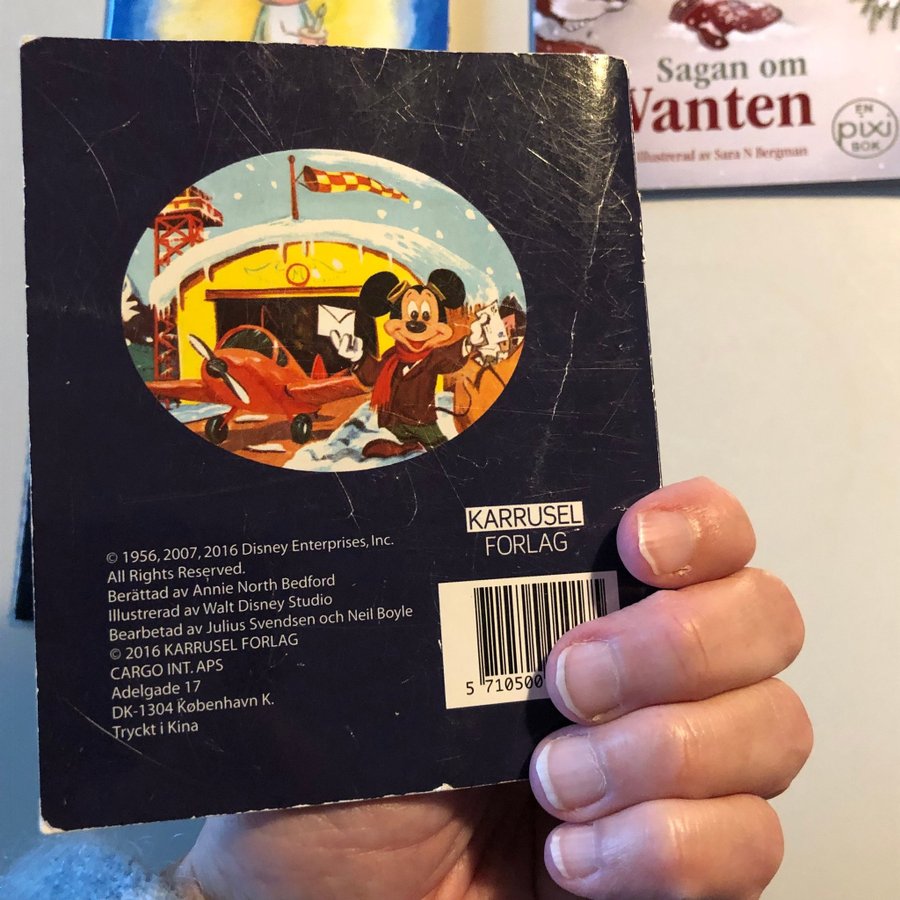 Sagan om
Vanten
Illustrerad av Sara N Bergman
EN
pixi
BOK
M
KARRUSEL
FORLAG
© 1956, 2007, 2016 Disney Enterprises, Inc.
All Rights Reserved.
Berättad av Annie North Bedford
Illustrerad av Walt Disney Studio
Bearbetad av Julius Svendsen och Neil Boyle
© 2016 KARRUSEL FORLAG
CARGO INT. APS
Adelgade 17
DK-1304 København K.
Tryckt i Kina
5 710500